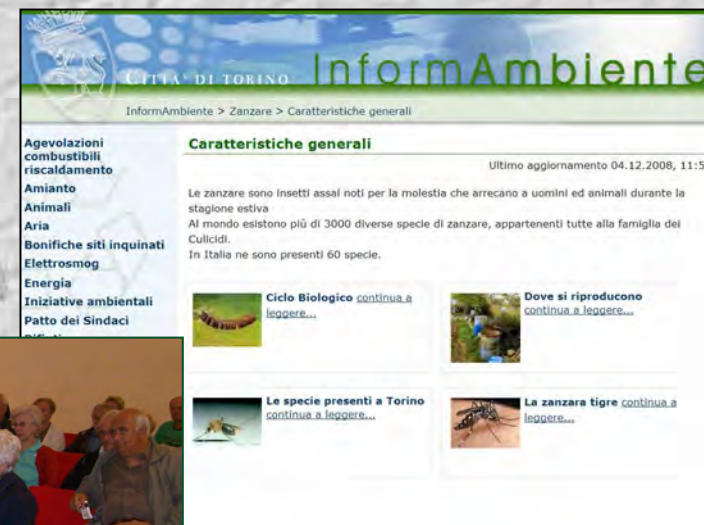 CITTA' DI TORINO
InformAmbiente
InformAmbiente > Zanzare > Caratteristiche generali
Agevolazioni
combustibili
riscaldamento
Amianto
Animali
Aria
Bonifiche siti inquinati
Elettrosmog
Energia
Iniziative ambientali
Patto dei Sindaci
Caratteristiche generali
Ultimo aggiornamento 04.12.2008, 11:5
Le zanzare sono insetti assai noti per la molestia che arrecano a uomini ed animali durante la
stagione estiva
Al mondo esistono più di 3000 diverse specie di zanzare, appartenenti tutte alla famiglia dei
Culicidi.
In Italia ne sono presenti 60 specie.
Ciclo Biologico continua a
leggere...
Dove si riproducono
continua a leggere...
Le specie presenti a Torino
continua a leggere...
La zanzara tigre continua a
leggere...